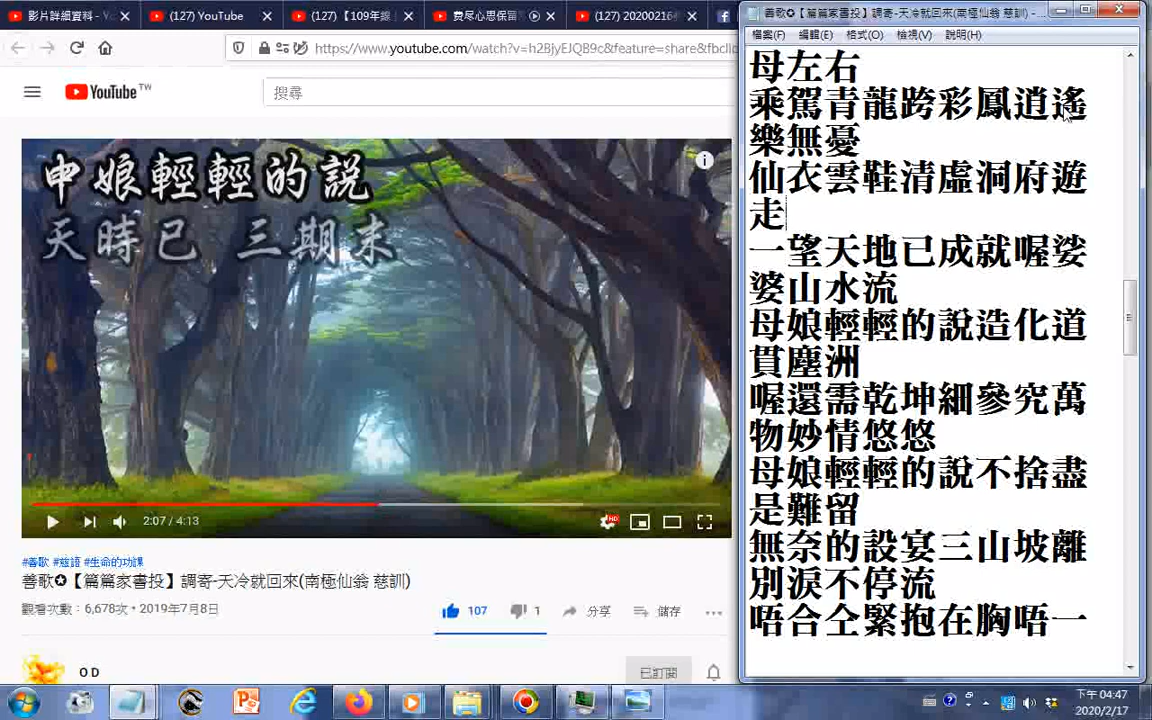 影片詳細資料 - Y
(127) YouTube
(127) 【109年線
费尽心思保留
(127) 20200216
https://www.youtube.com/watch?v=h2BjyEJQB9c&feature=share&fbcli
YouTube TW
搜尋
申娘輕輕的説
天時已 三期末
2:07 / 4:13
HD
#善歌 #慈語 #生命的功課
善歌✪【篇篇家書投】調寄-天冷就回來(南極仙翁 慈訓)
觀看次數：6,678次 • 2019年7月8日
107
1
分享
儲存
O D
已訂閱
善歌✪【篇篇家書投】調寄-天冷就回來(南極仙翁 慈訓) - ...
檔案(F) 編輯(E) 格式(O) 檢視(V) 說明(H)
母左右
乘駕青龍跨彩鳳逍遙
樂無憂
仙衣雲鞋清虛洞府遊
走
一望天地已成就喔娑
婆山水流
母娘輕輕的說造化道
貫塵洲
喔還需乾坤細參究萬
物妙情悠悠
母娘輕輕的說不捨盡
是難留
無奈的設宴三山坡離
別淚不停流
唔合仝緊抱在胸唔一
下午 04:47
2020/2/17